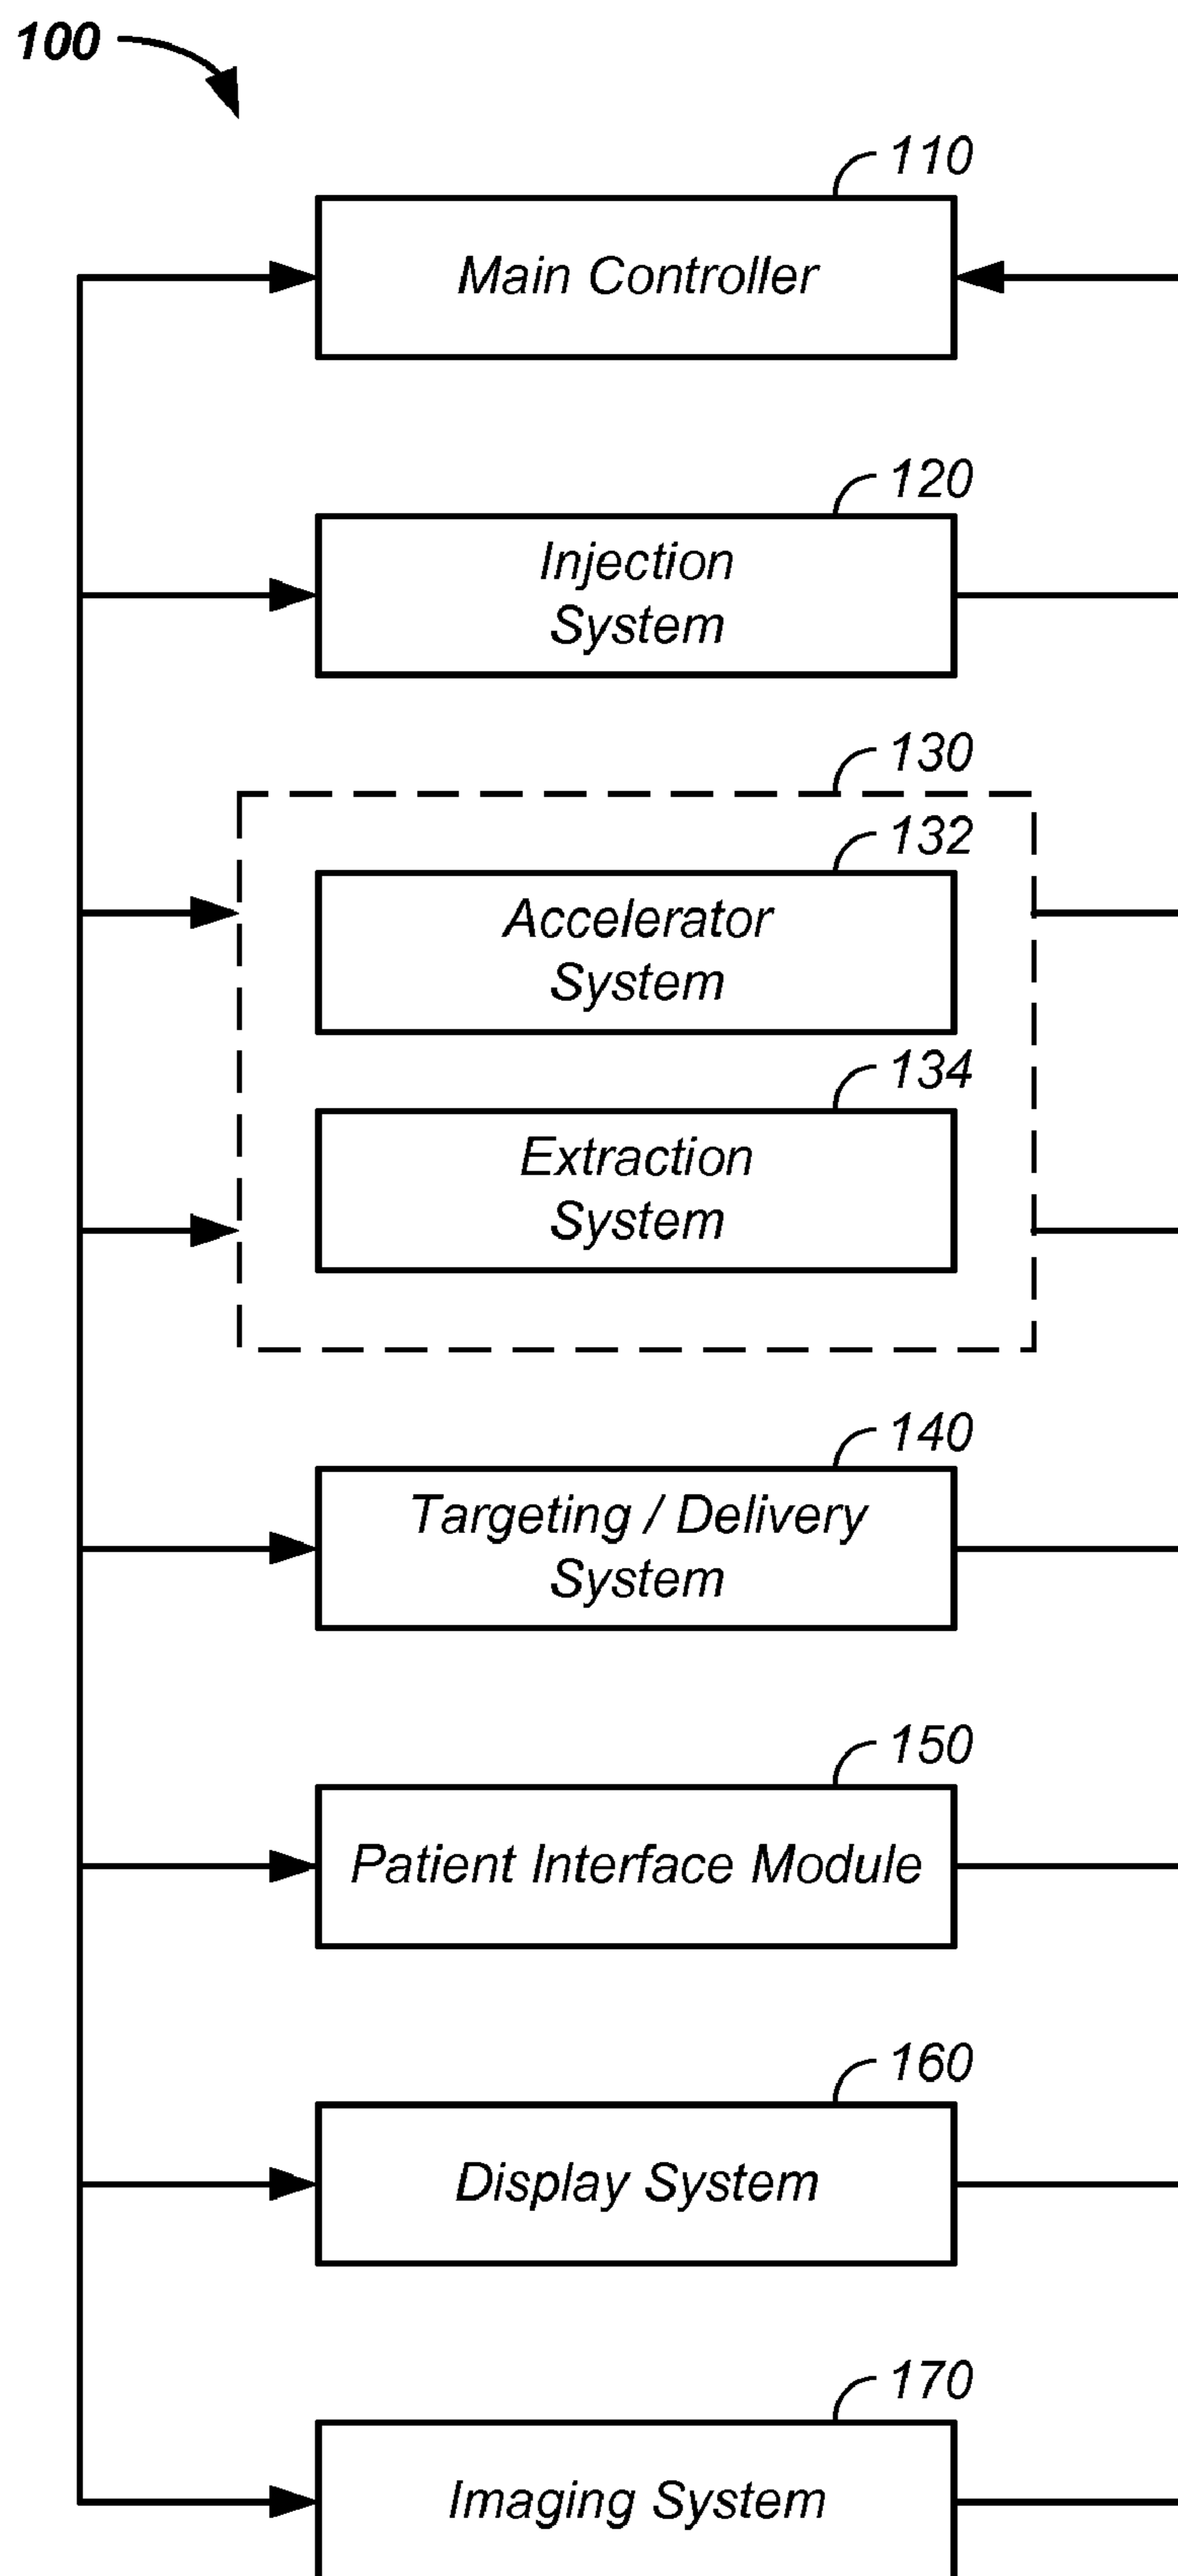 100
110
Main Controller
120
Injection
System
130
132
Accelerator
System
134
Extraction
System
140
Targeting / Delivery
System
150
Patient Interface Module
160
Display System
170
Imaging System